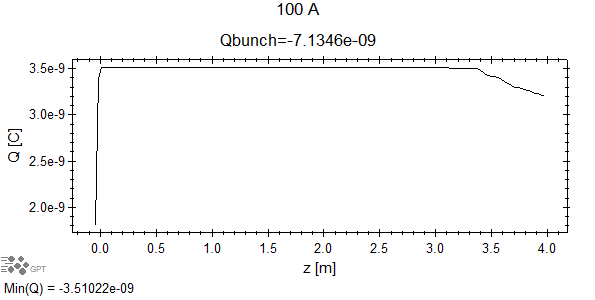 100 A
Qbunch=-7.1346e-09
3.5e-9
3.0e-9
2.5e-9
2.0e-9
Q [C]
0.0 0.5 1.0 1.5 2.0 2.5 3.0 3.5 4.0
z [m]
GPT
Min(Q) = -3.51022e-09